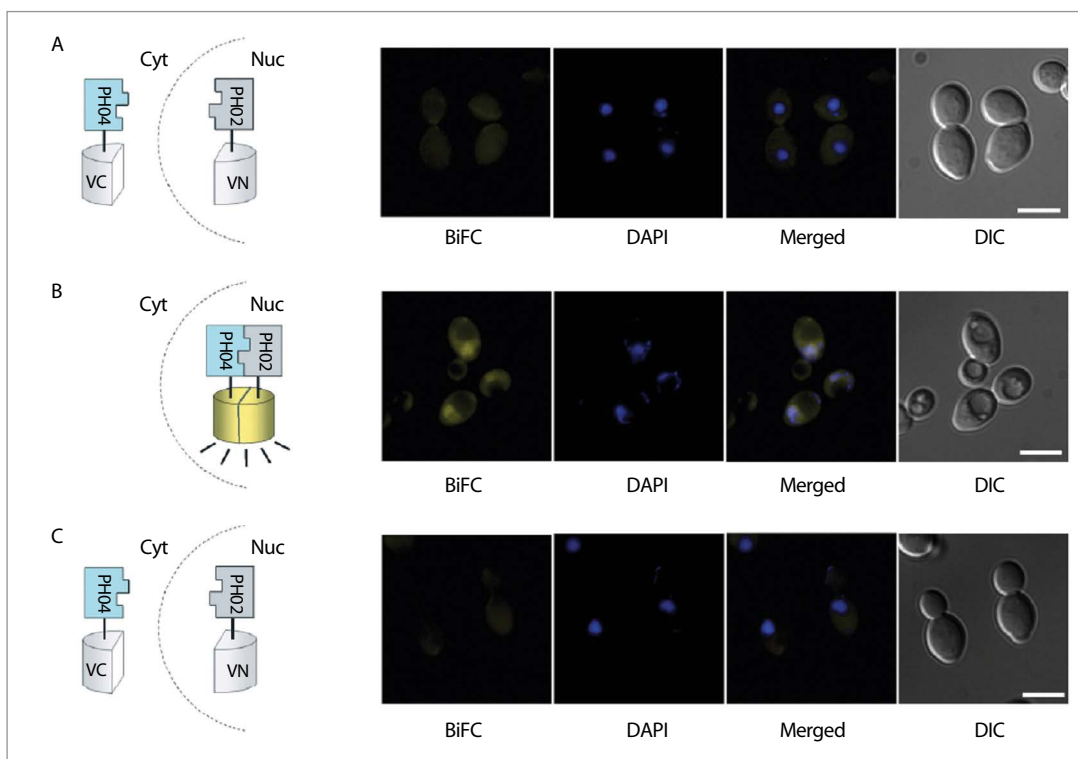 A
Cyt
Nuc
PH04
PH02
VC
VN
BiFC
DAPI
Merged
DIC
B
Cyt
Nuc
PH04
PH02
BiFC
DAPI
Merged
DIC
C
Cyt
Nuc
PH04
PH02
VC
VN
BiFC
DAPI
Merged
DIC